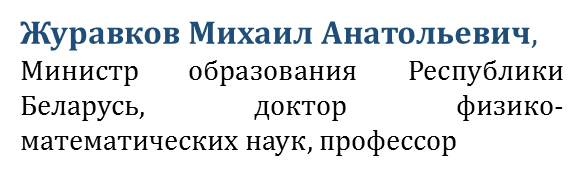 Журавков Михаил Анатольевич,
Министр образования Республики
Беларусь, доктор физико-
математических наук, профессор